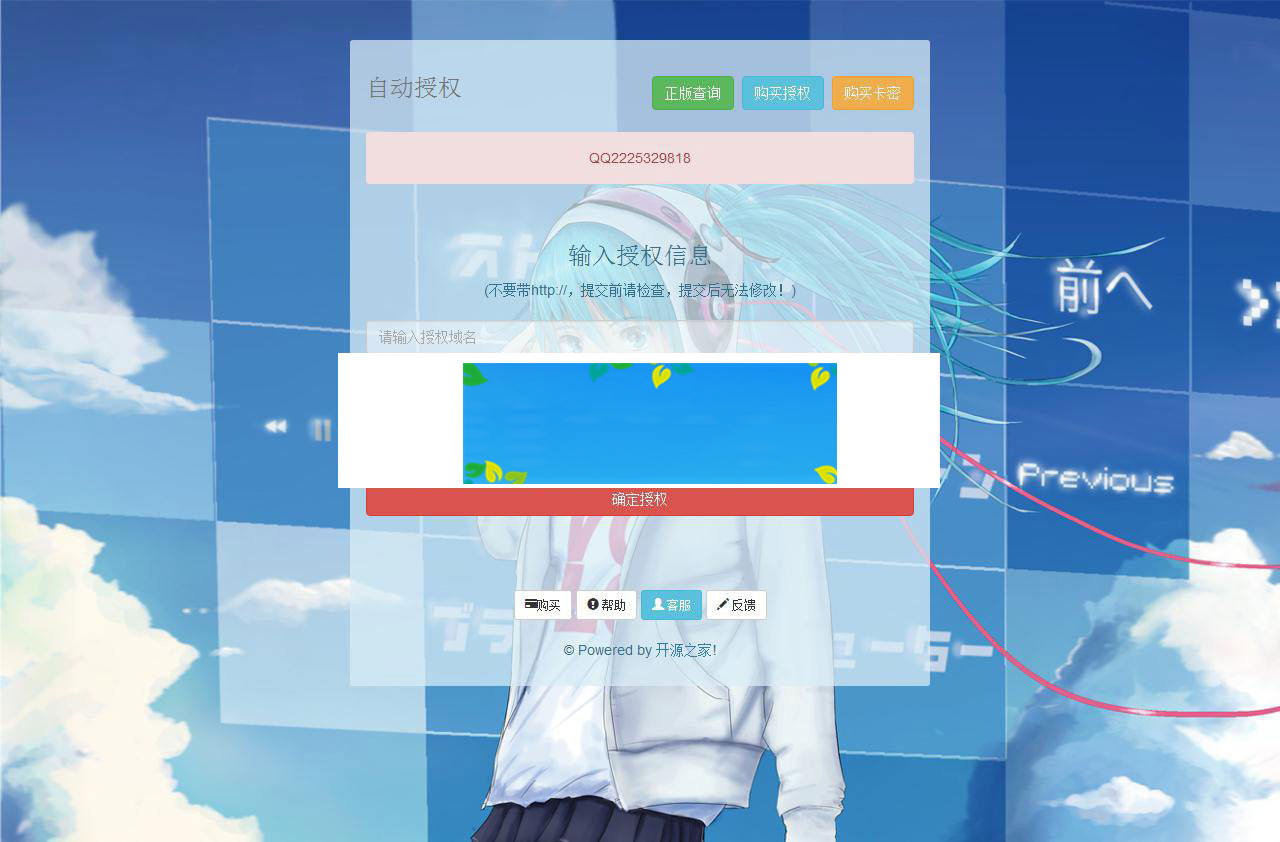 自动授权
正版查询 购买授权 购买卡密
QQ2225329818
输入授权信息
(不要带http://，提交前请检查，提交后无法修改！)
请输入授权域名
确定授权
购买 帮助 客服 反馈
© Powered by 开源之家!
前へ
Previous